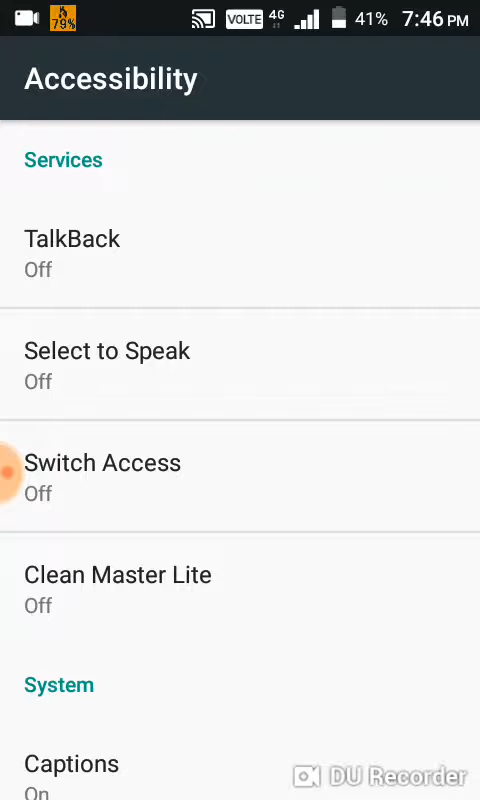 79%
VOLTE 4G 41% 7:46 PM
Accessibility
Services
TalkBack
Off
Select to Speak
Off
Switch Access
Off
Clean Master Lite
Off
System
Captions
On
DU Recorder